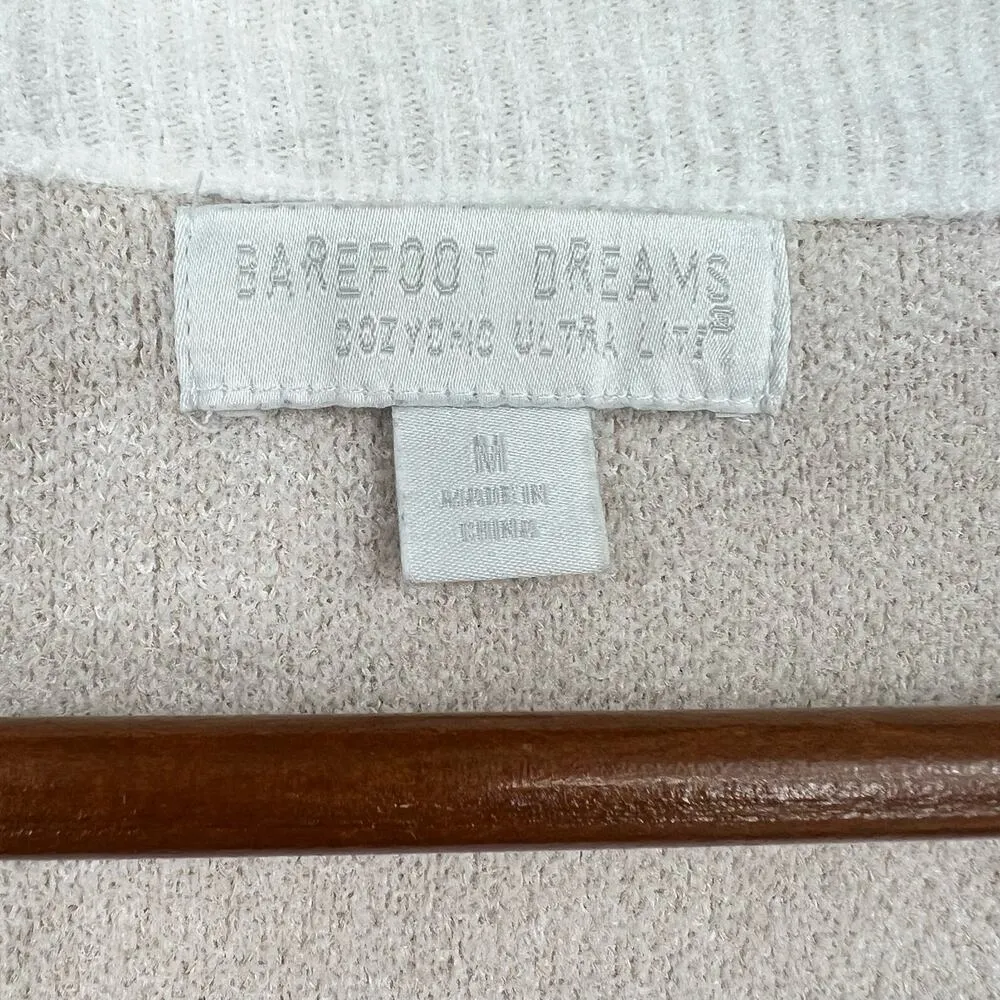 BAREFOOT DREAMS
COZYCHIC ULTRA LITE
M
MADE IN
CHINA